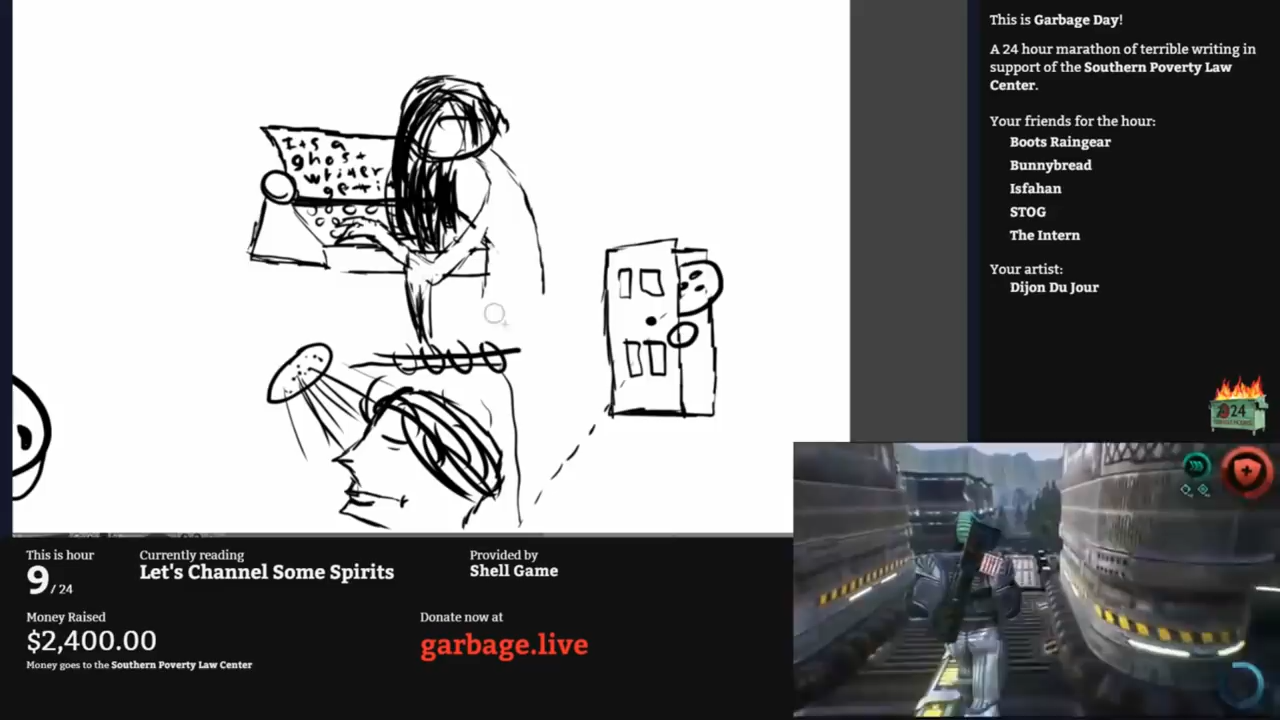 Its a
ghost
writer
This is Garbage Day!
A 24 hour marathon of terrible writing in
support of the Southern Poverty Law
Center.
Your friends for the hour:
Boots Raingear
Bunnybread
Isfahan
STOG
The Intern
Your artist:
Dijon Du Jour
This is hour
9 / 24
Currently reading
Let's Channel Some Spirits
Provided by
Shell Game
Money Raised
$2,400.00
Money goes to the Southern Poverty Law Center
Donate now at
garbage.live